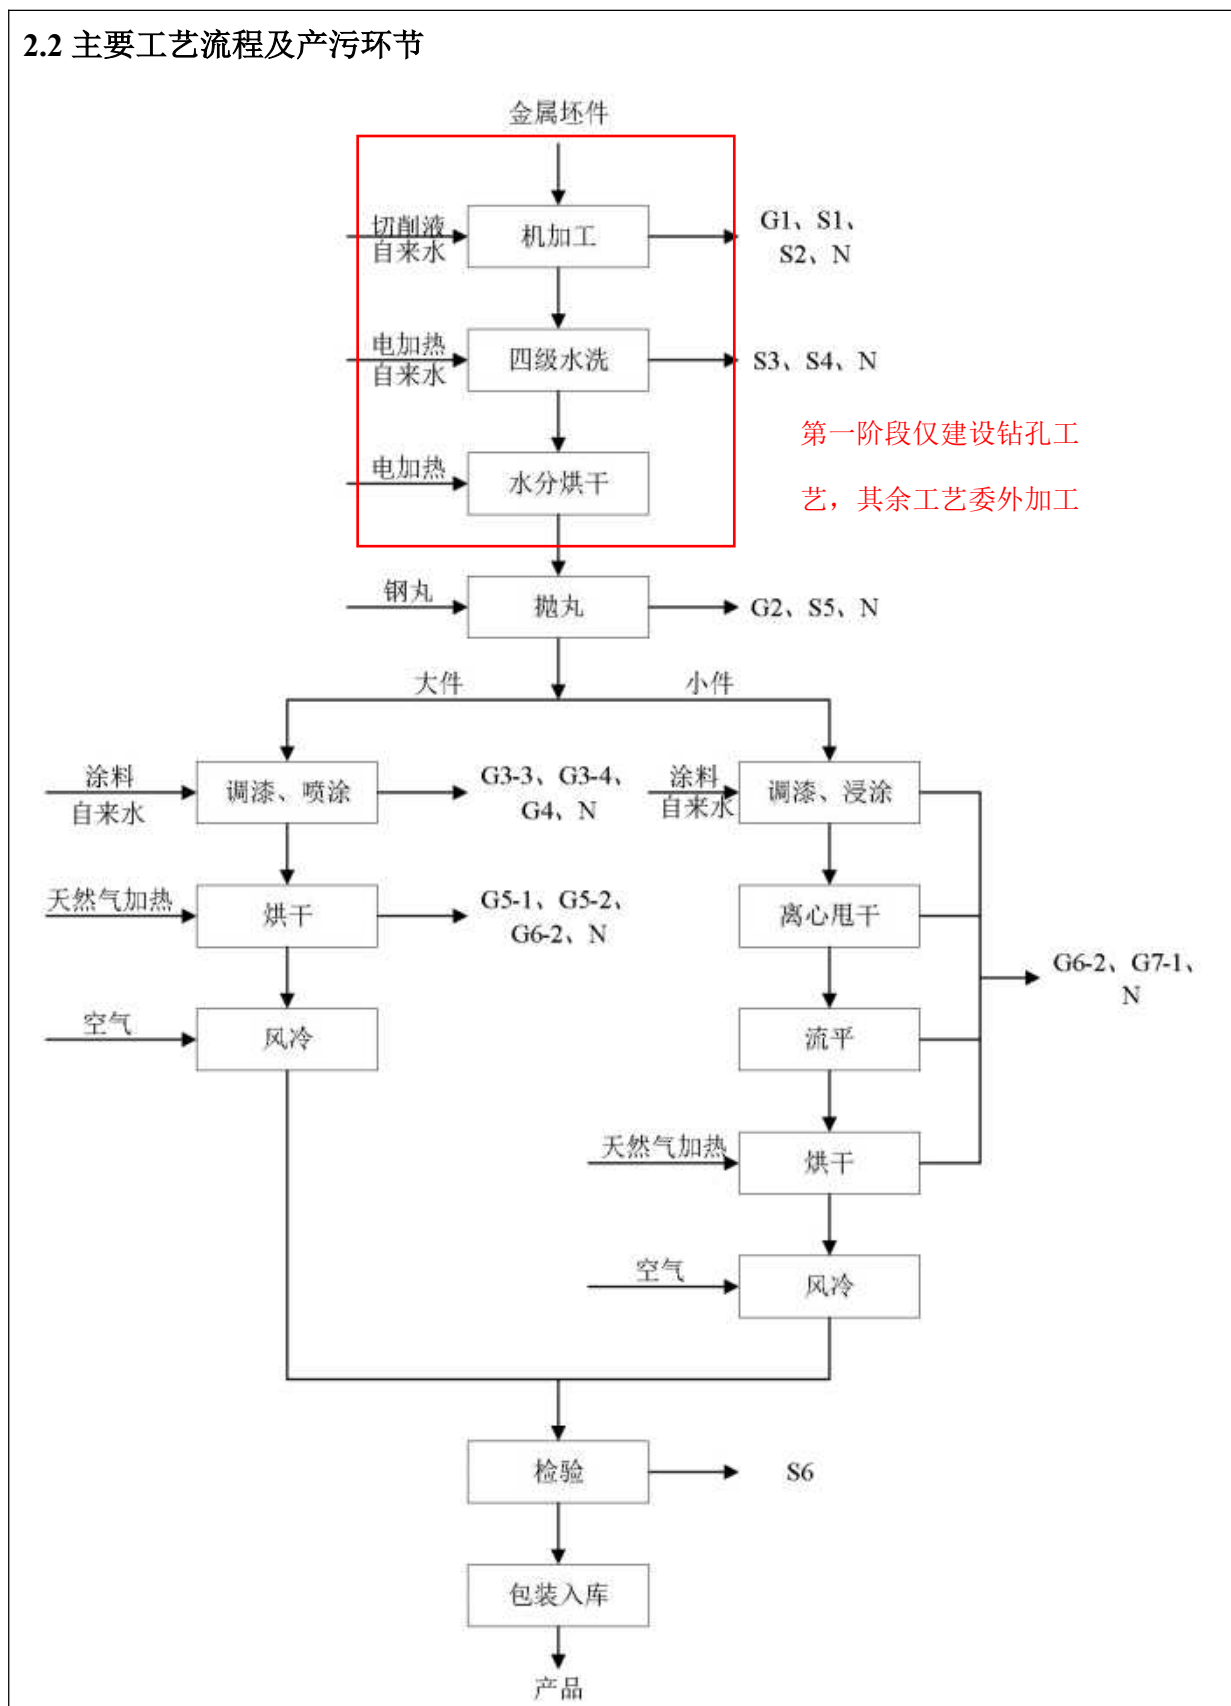 2.2 主要工艺流程及产污环节
金属坯件
切削液
自来水
机加工
G1、S1、
S2、N
电加热
自来水
四级水洗
S3、S4、N
第一阶段仅建设钻孔工
艺，其余工艺委外加工
电加热
水分烘干
钢丸
抛丸
G2、S5、N
大件
小件
涂料
自来水
调漆、喷涂
G3-3、G3-4、
G4、N
涂料
自来水
调漆、浸涂
天然气加热
烘干
G5-1、G5-2、
G6-2、N
离心甩干
G6-2、G7-1、
N
空气
风冷
流平
天然气加热
烘干
空气
风冷
检验
S6
包装入库
产品